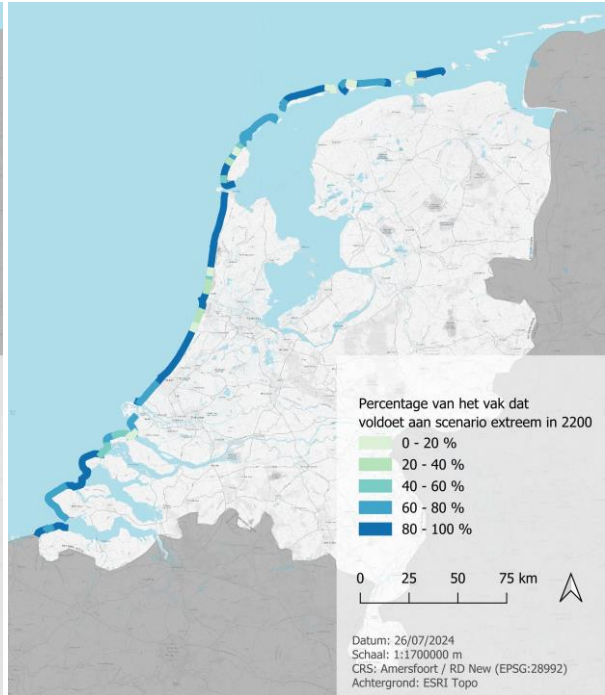 Percentage van het vak dat
voldoet aan scenario extreem in 2200
0 - 20 %
20 - 40 %
40 - 60 %
60 - 80 %
80 - 100 %
0 25 50 75 km
Datum: 26/07/2024
Schaal: 1:1700000 m
CRS: Amersfoort / RD New (EPSG:28992)
Achtergrond: ESRI Topo